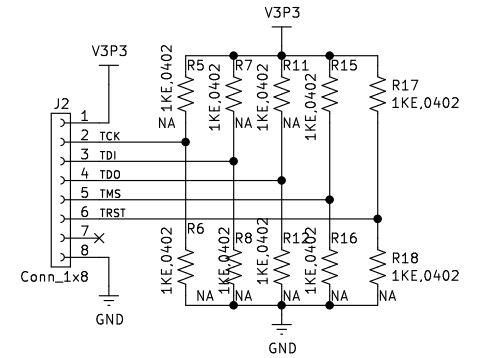 V3P3
V3P3
R5
1KE,0402
NA
R7
1KE,0402
NA
R11
1KE,0402
NA
R15
1KE,0402
R17
1KE,0402
J2
1
2 TCK
3 TDI
4 TDO
5 TMS
6 TRST
7
8
Conn_1x8
GND
R6
1KE,0402
NA
R8
1KE,0402
NA
R12
1KE,0402
NA
R16
1KE,0402
NA
R18
1KE,0402
NA
GND